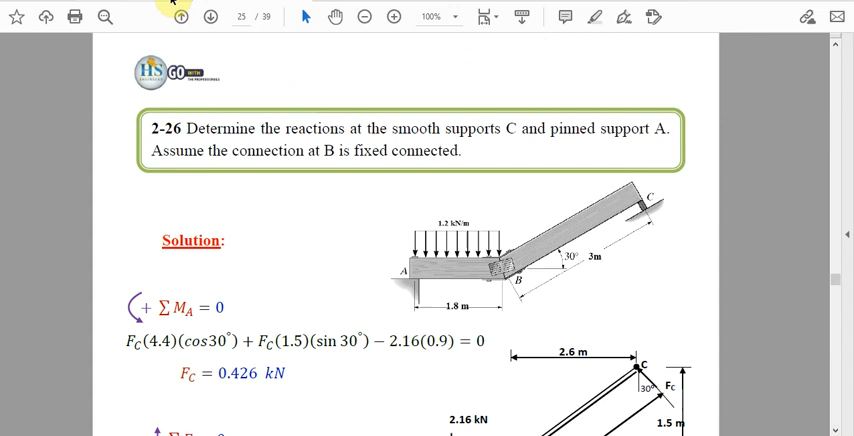 25 / 39
100%
HS GO WITH
THE PROFESSIONALS
2-26 Determine the reactions at the smooth supports C and pinned support A.
Assume the connection at B is fixed connected.
Solution:
1.2 kN/m
C
A
30°
3m
B
1.8 m
+ ∑ M_A = 0
F_C(4.4)(cos30°) + F_C(1.5)(sin 30°) − 2.16(0.9) = 0
F_C = 0.426 kN
2.6 m
C
30°
F_C
2.16 kN
1.5 m